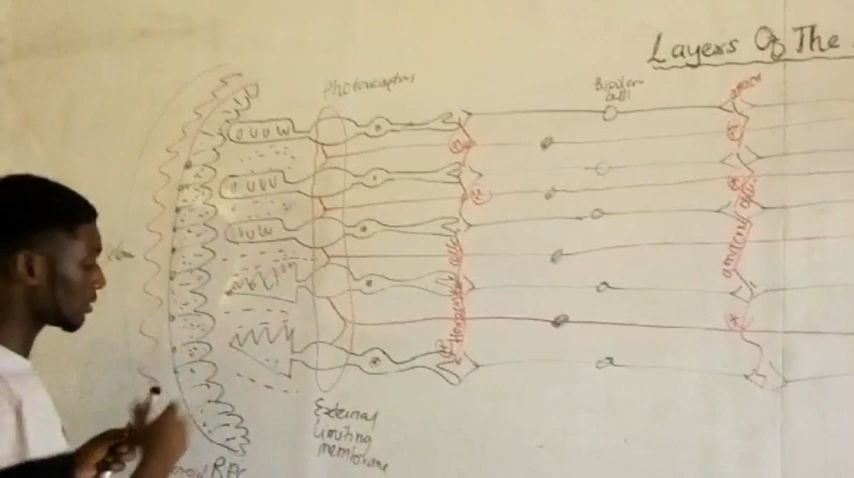 Layers Of The
Photoreceptors
Bipolar
cell
Horizontal cells
amacrine cells
External
limiting
membrane
RPE